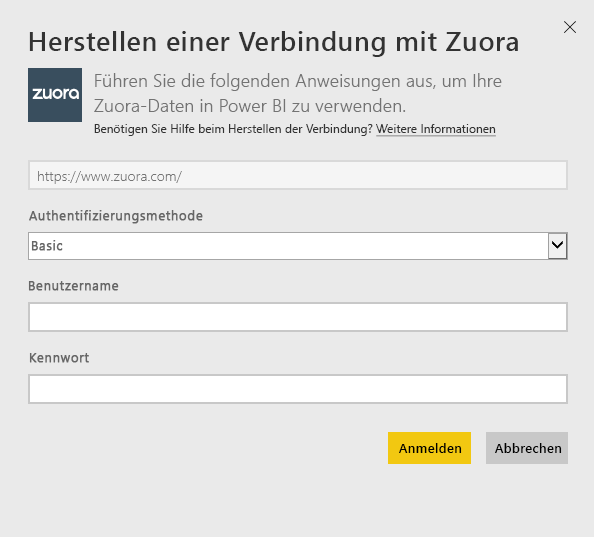 Herstellen einer Verbindung mit Zuora
zuora
Führen Sie die folgenden Anweisungen aus, um Ihre
Zuora-Daten in Power BI zu verwenden.
Benötigen Sie Hilfe beim Herstellen der Verbindung? Weitere Informationen
https://www.zuora.com/
Authentifizierungsmethode
Basic
Benutzername
Kennwort
Anmelden
Abbrechen